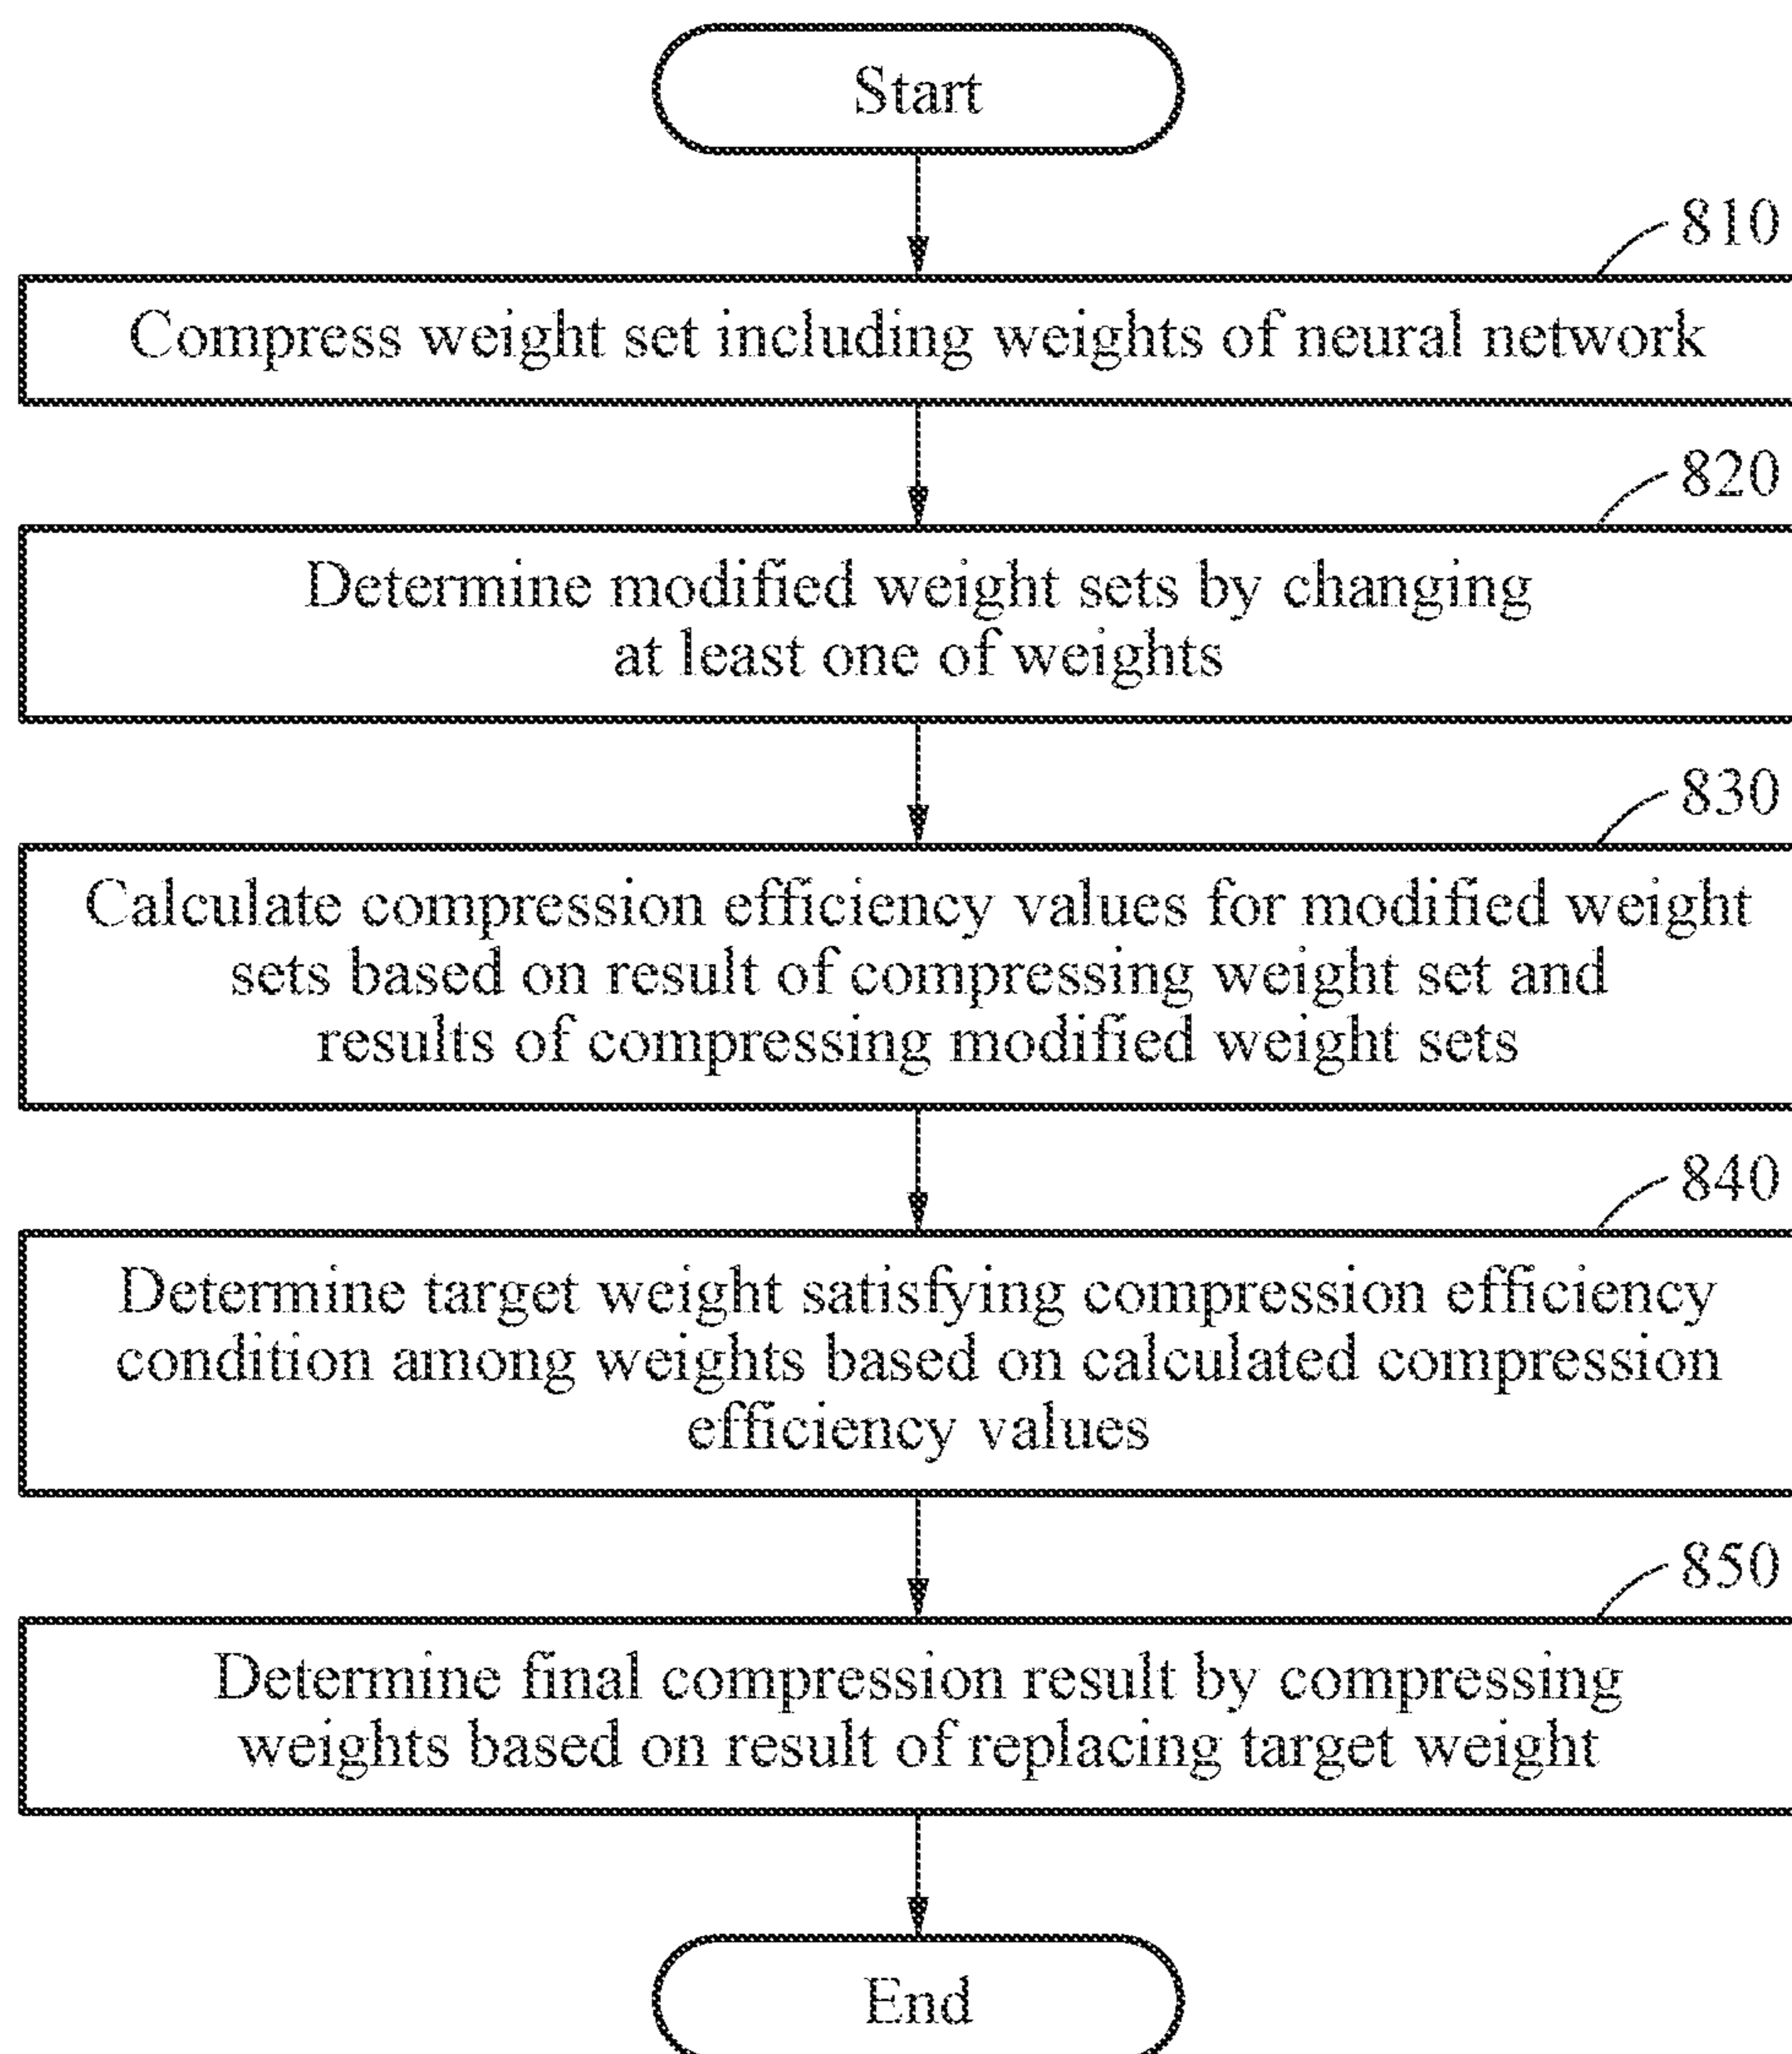 Start
810
Compress weight set including weights of neural network
820
Determine modified weight sets by changing
at least one of weights
830
Calculate compression efficiency values for modified weight
sets based on result of compressing weight set and
results of compressing modified weight sets
840
Determine target weight satisfying compression efficiency
condition among weights based on calculated compression
efficiency values
850
Determine final compression result by compressing
weights based on result of replacing target weight
End